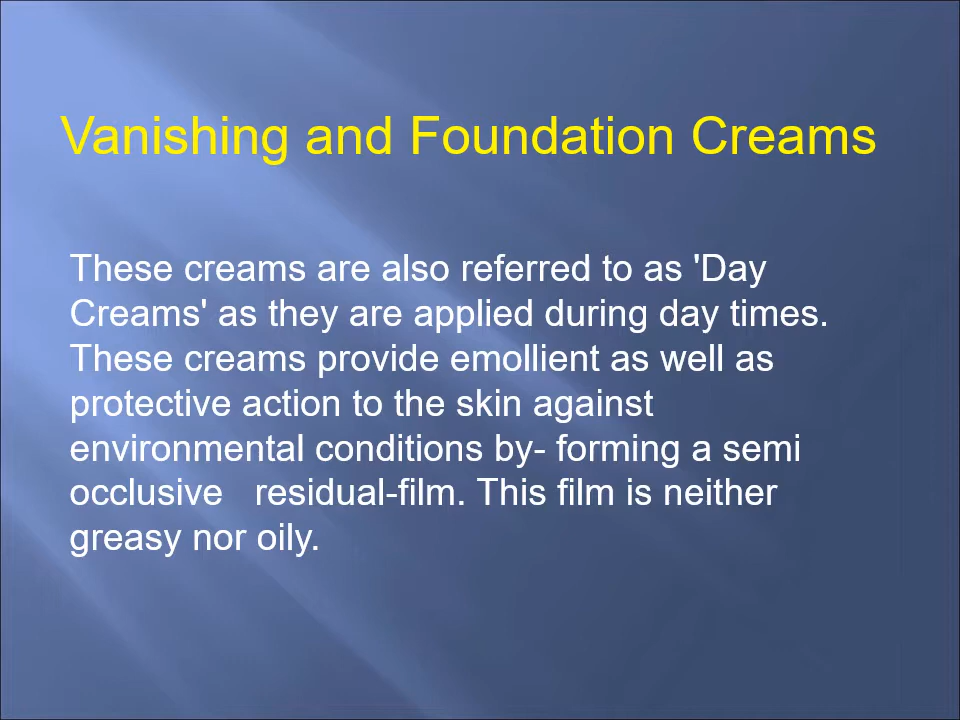 Vanishing and Foundation Creams
These creams are also referred to as 'Day
Creams' as they are applied during day times.
These creams provide emollient as well as
protective action to the skin against
environmental conditions by- forming a semi
occlusive   residual-film. This film is neither
greasy nor oily.